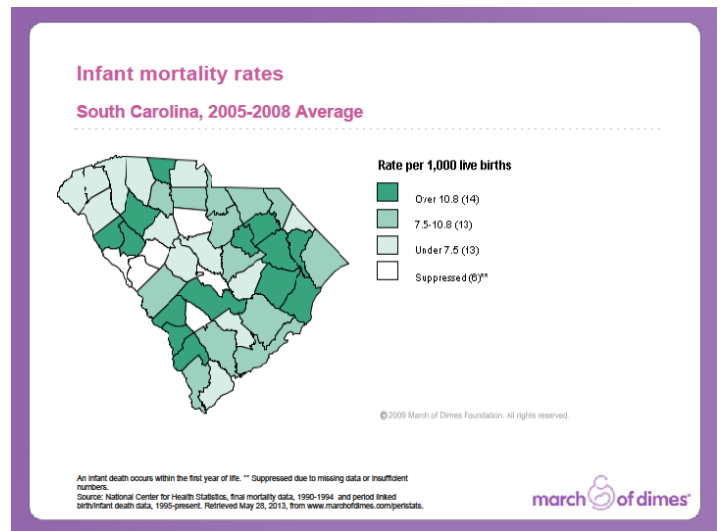 Infant mortality rates
South Carolina, 2005-2008 Average
Rate per 1,000 live births
Over 10.8 (14)
7.5-10.8 (13)
Under 7.5 (13)
Suppressed (6)**
©2009 March of Dimes Foundation. All rights reserved.
An infant death occurs within the first year of life. ** Suppressed due to missing data or insufficient
numbers.
Source: National Center for Health Statistics, final mortality data, 1990-1994 and period linked
birth/infant death data, 1995-present. Retrieved May 28, 2013, from www.marchofdimes.com/peristats.
march of dimes®